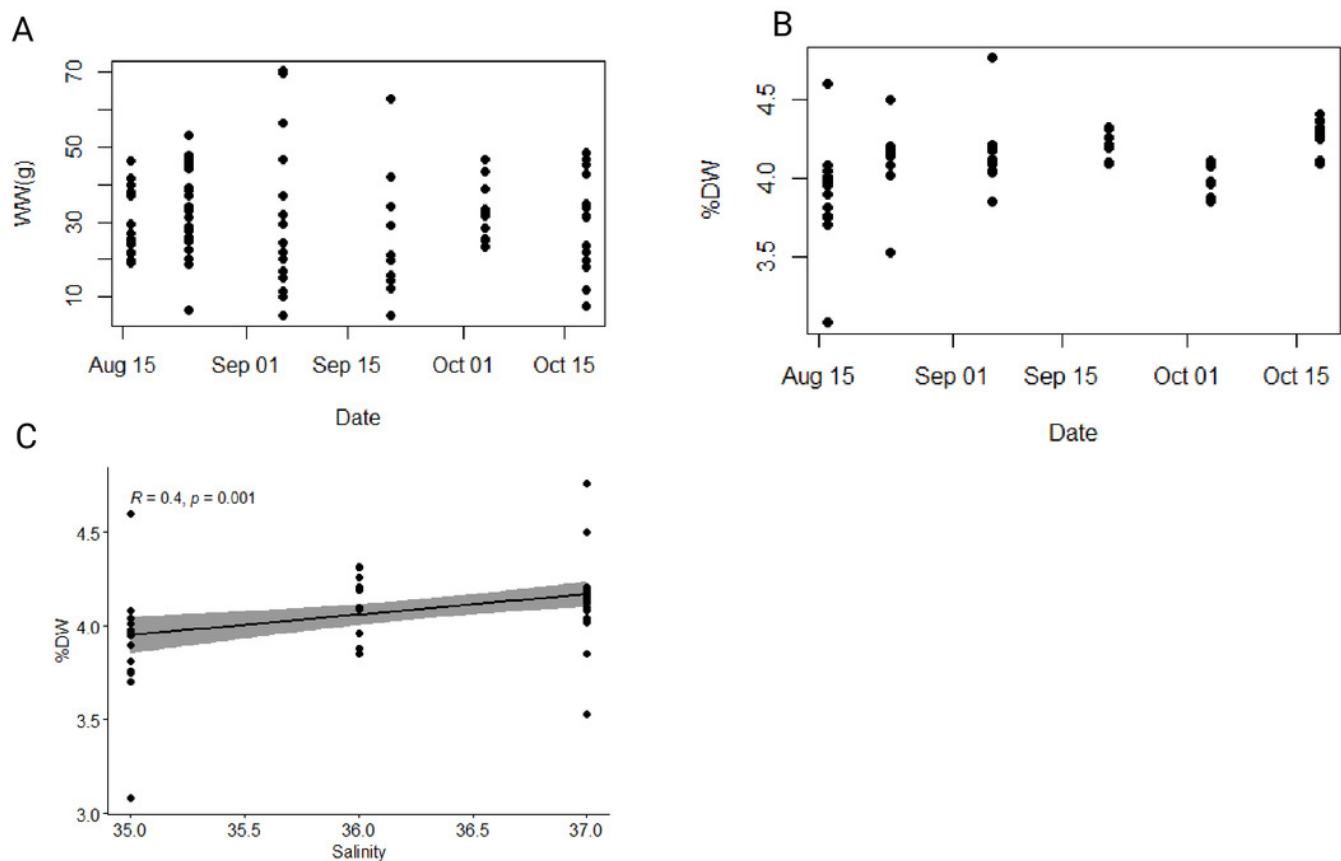 A
70
50
30
10
WW(g)
Aug 15 Sep 01 Sep 15 Oct 01 Oct 15
Date
B
4.5
4.0
3.5
%DW
Aug 15 Sep 01 Sep 15 Oct 01 Oct 15
Date
C
R = 0.4, p = 0.001
4.5
4.0
3.5
3.0
%DW
35.0 35.5 36.0 36.5 37.0
Salinity